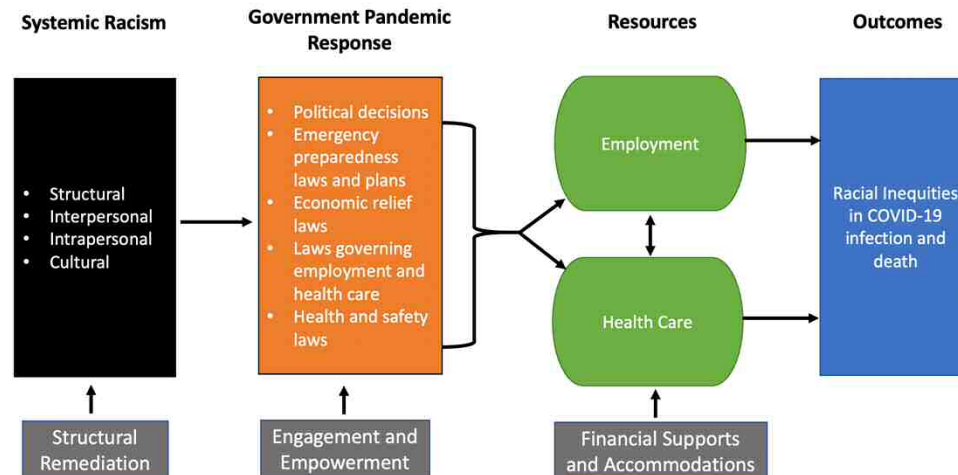 Systemic Racism
Government Pandemic
Response
Resources
Outcomes
• Structural
• Interpersonal
• Intrapersonal
• Cultural
• Political decisions
• Emergency
preparedness
laws and plans
• Economic relief
laws
• Laws governing
employment and
health care
• Health and safety
laws
Employment
Health Care
Racial Inequities
in COVID-19
infection and
death
Structural
Remediation
Engagement and
Empowerment
Financial Supports
and Accommodations